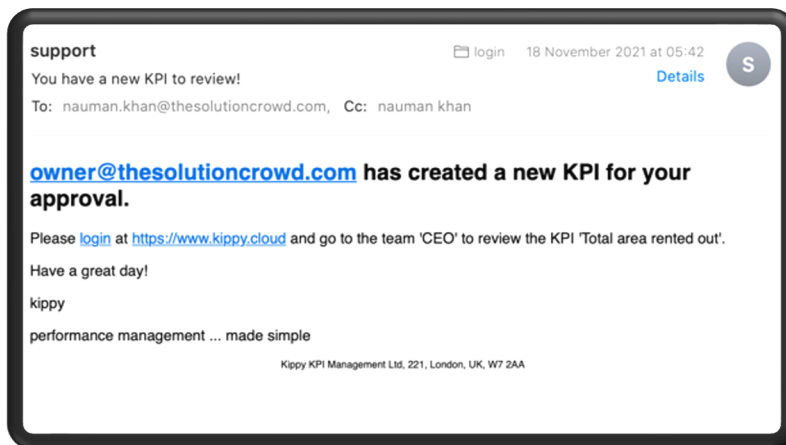 support
login 18 November 2021 at 05:42
S
You have a new KPI to review!
Details
To: nauman.khan@thesolutioncrowd.com, Cc: nauman khan
owner@thesolutioncrowd.com has created a new KPI for your
approval.
Please login at https://www.kippy.cloud and go to the team 'CEO' to review the KPI 'Total area rented out'.
Have a great day!
kippy
performance management ... made simple
Kippy KPI Management Ltd, 221, London, UK, W7 2AA